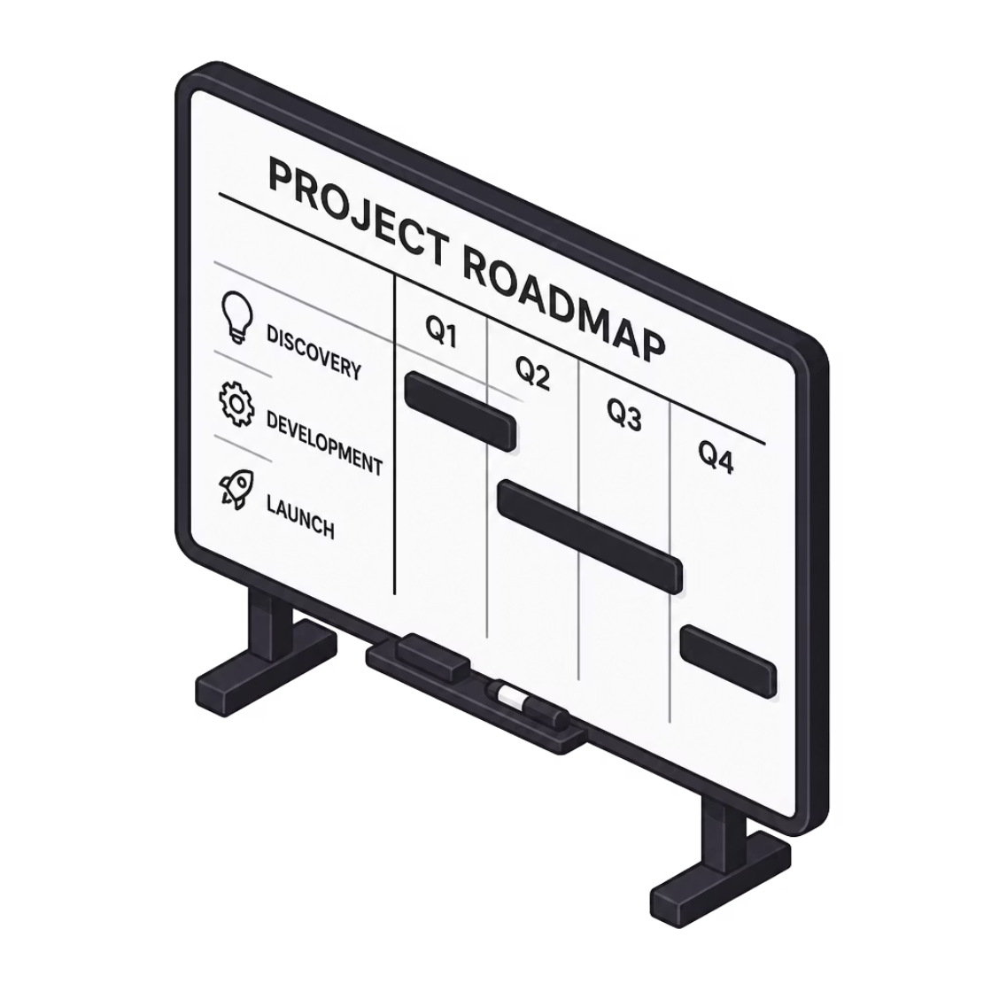 PROJECT ROADMAP
Q1 Q2 Q3 Q4
DISCOVERY
DEVELOPMENT
LAUNCH